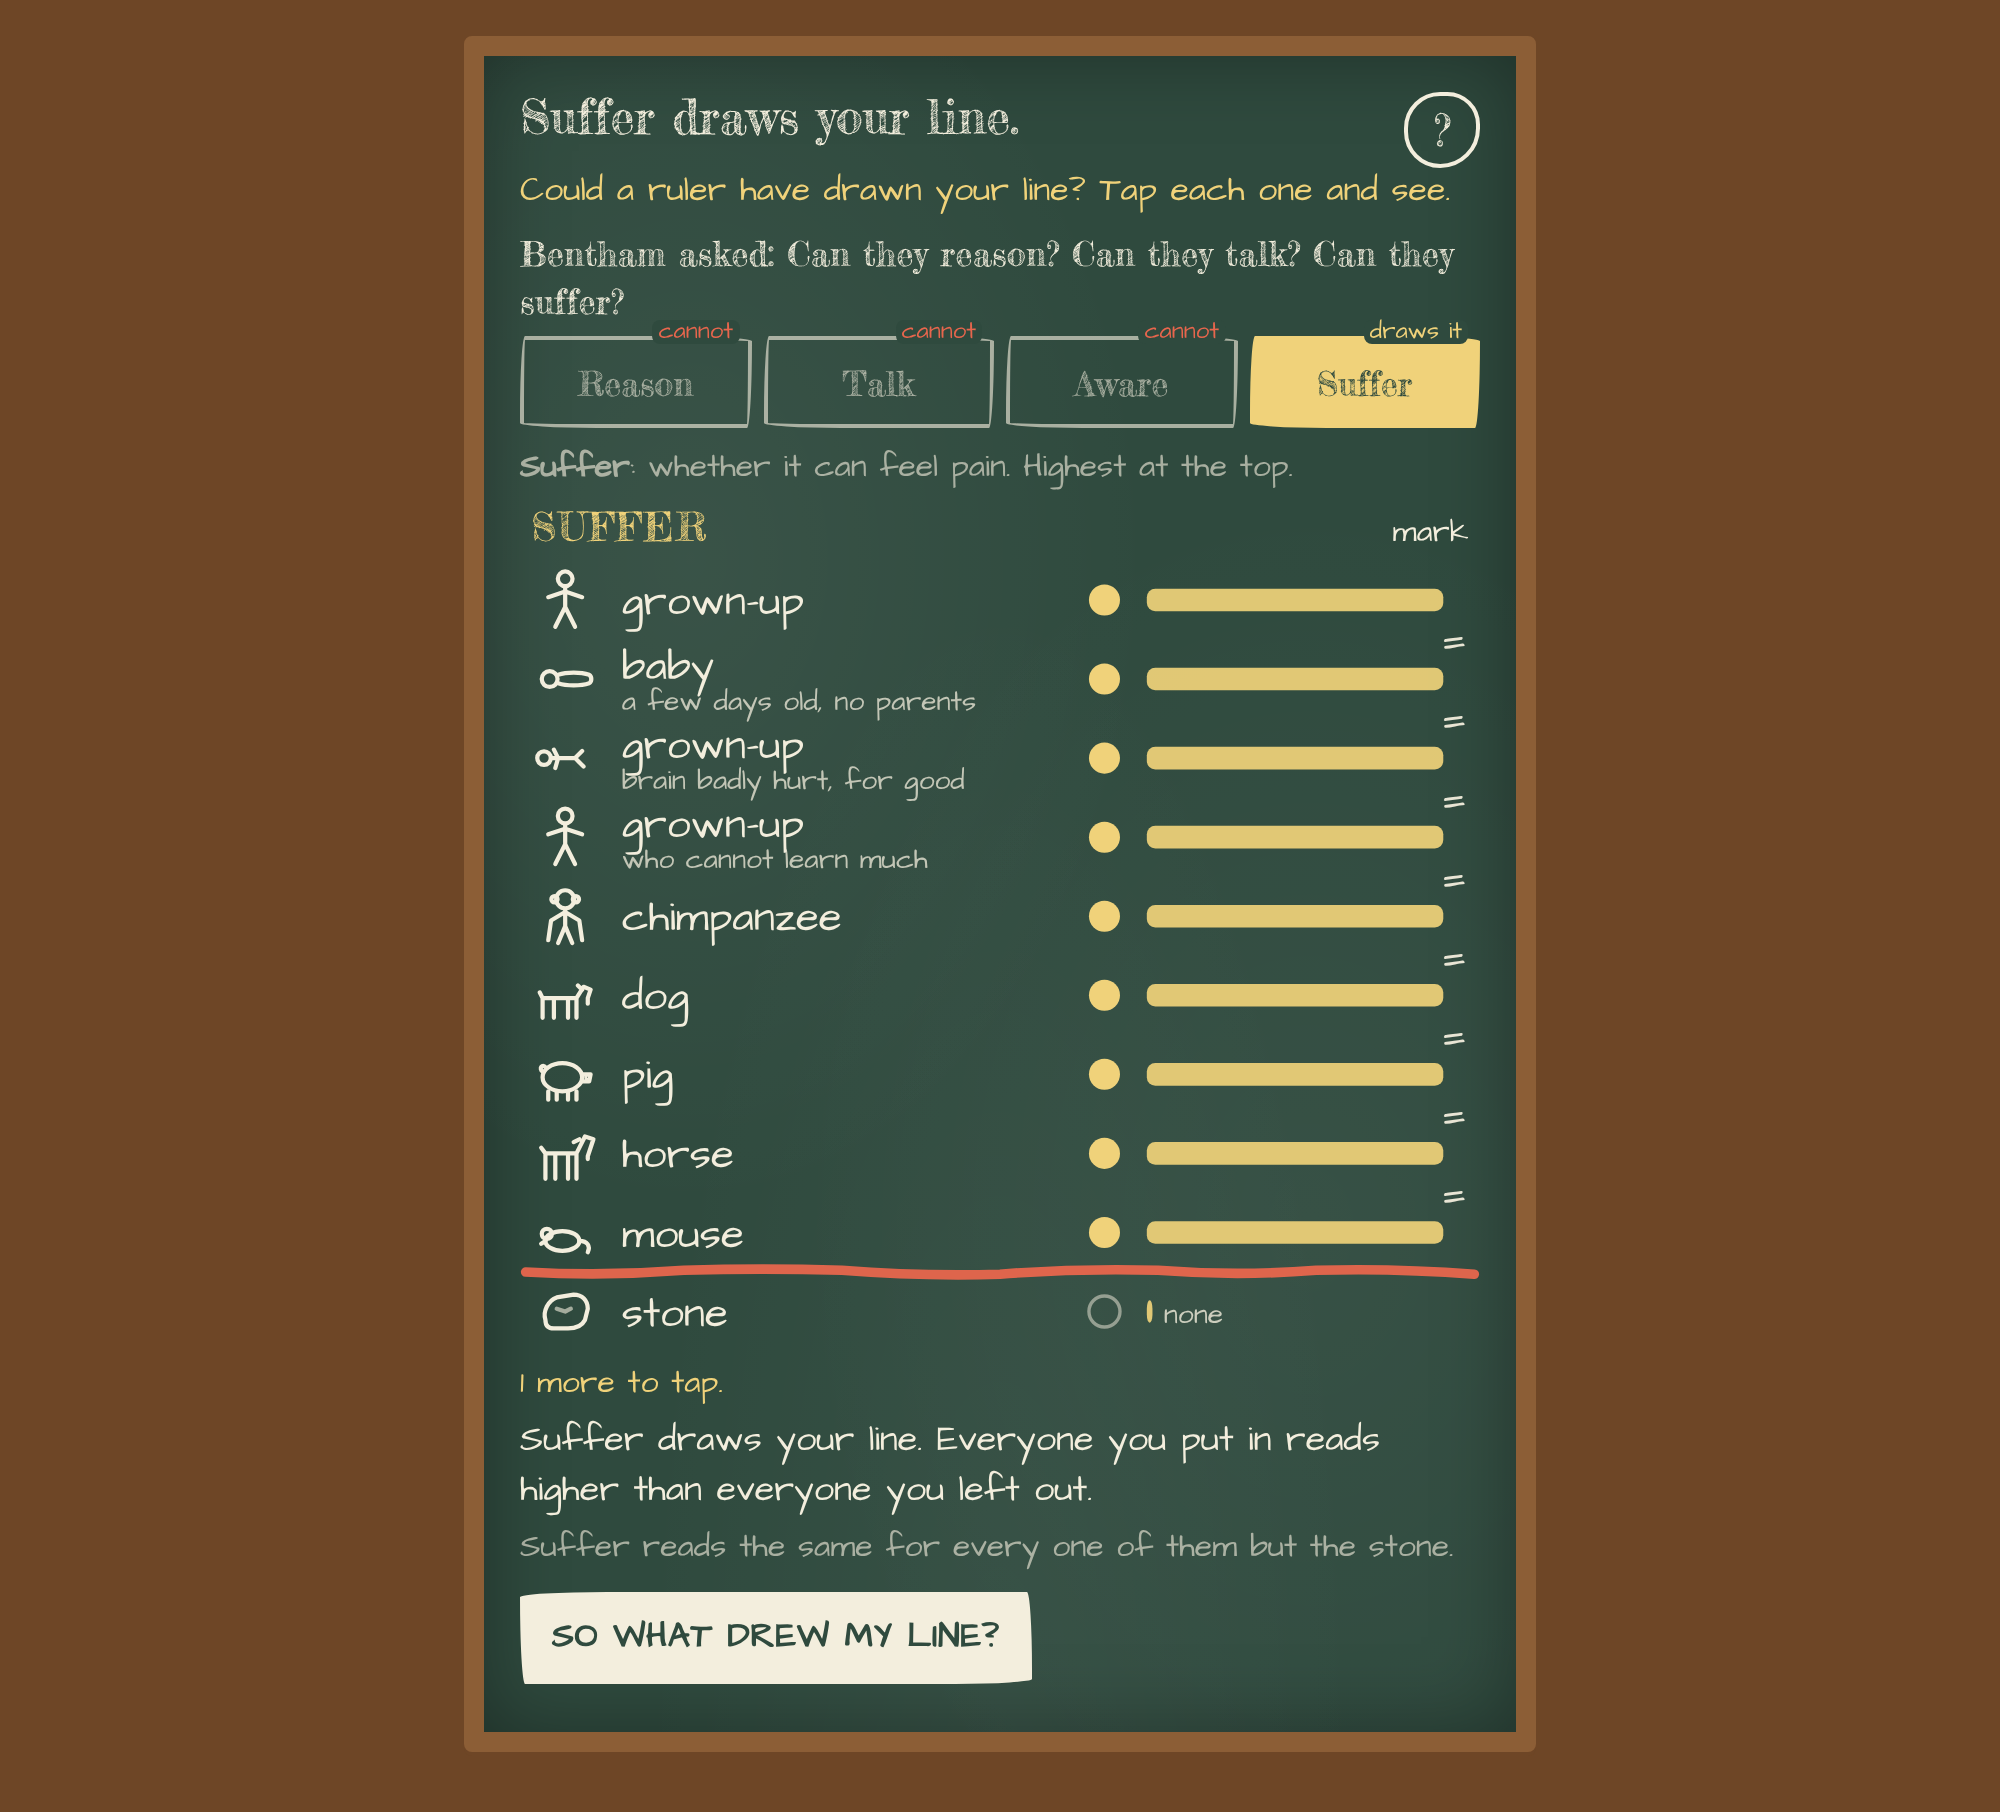 Suffer draws your line.
?
Could a ruler have drawn your line? Tap each one and see.
Bentham asked: Can they reason? Can they talk? Can they
suffer?
cannot
Reason
cannot
Talk
cannot
Aware
draws it
Suffer
Suffer: whether it can feel pain. Highest at the top.
SUFFER
mark
grown-up
=
baby
a few days old, no parents
=
grown-up
brain badly hurt, for good
=
grown-up
who cannot learn much
=
chimpanzee
=
dog
=
pig
=
horse
=
mouse
stone
none
1 more to tap.
Suffer draws your line. Everyone you put in reads
higher than everyone you left out.
Suffer reads the same for every one of them but the stone.
SO WHAT DREW MY LINE?